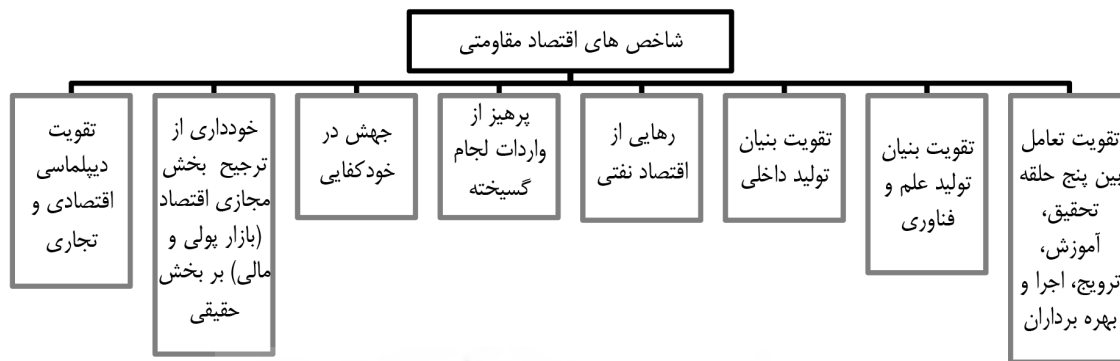 شاخص های اقتصاد مقاومتی
تقویت تعامل
بین پنج حلقه
تحقیق،
آموزش،
ترویج، اجرا و
بهره برداران
تقویت بنیان
تولید علم و
فناوری
تقویت بنیان
تولید داخلی
رهایی از
اقتصاد نفتی
پرهیز از
واردات لجام
گسیخته
جهش در
خودکفایی
خودداری از
ترجیح بخش
مجازی اقتصاد
(بازار پولی و
مالی) بر بخش
حقیقی
تقویت
دیپلماسی
اقتصادی و
تجاری